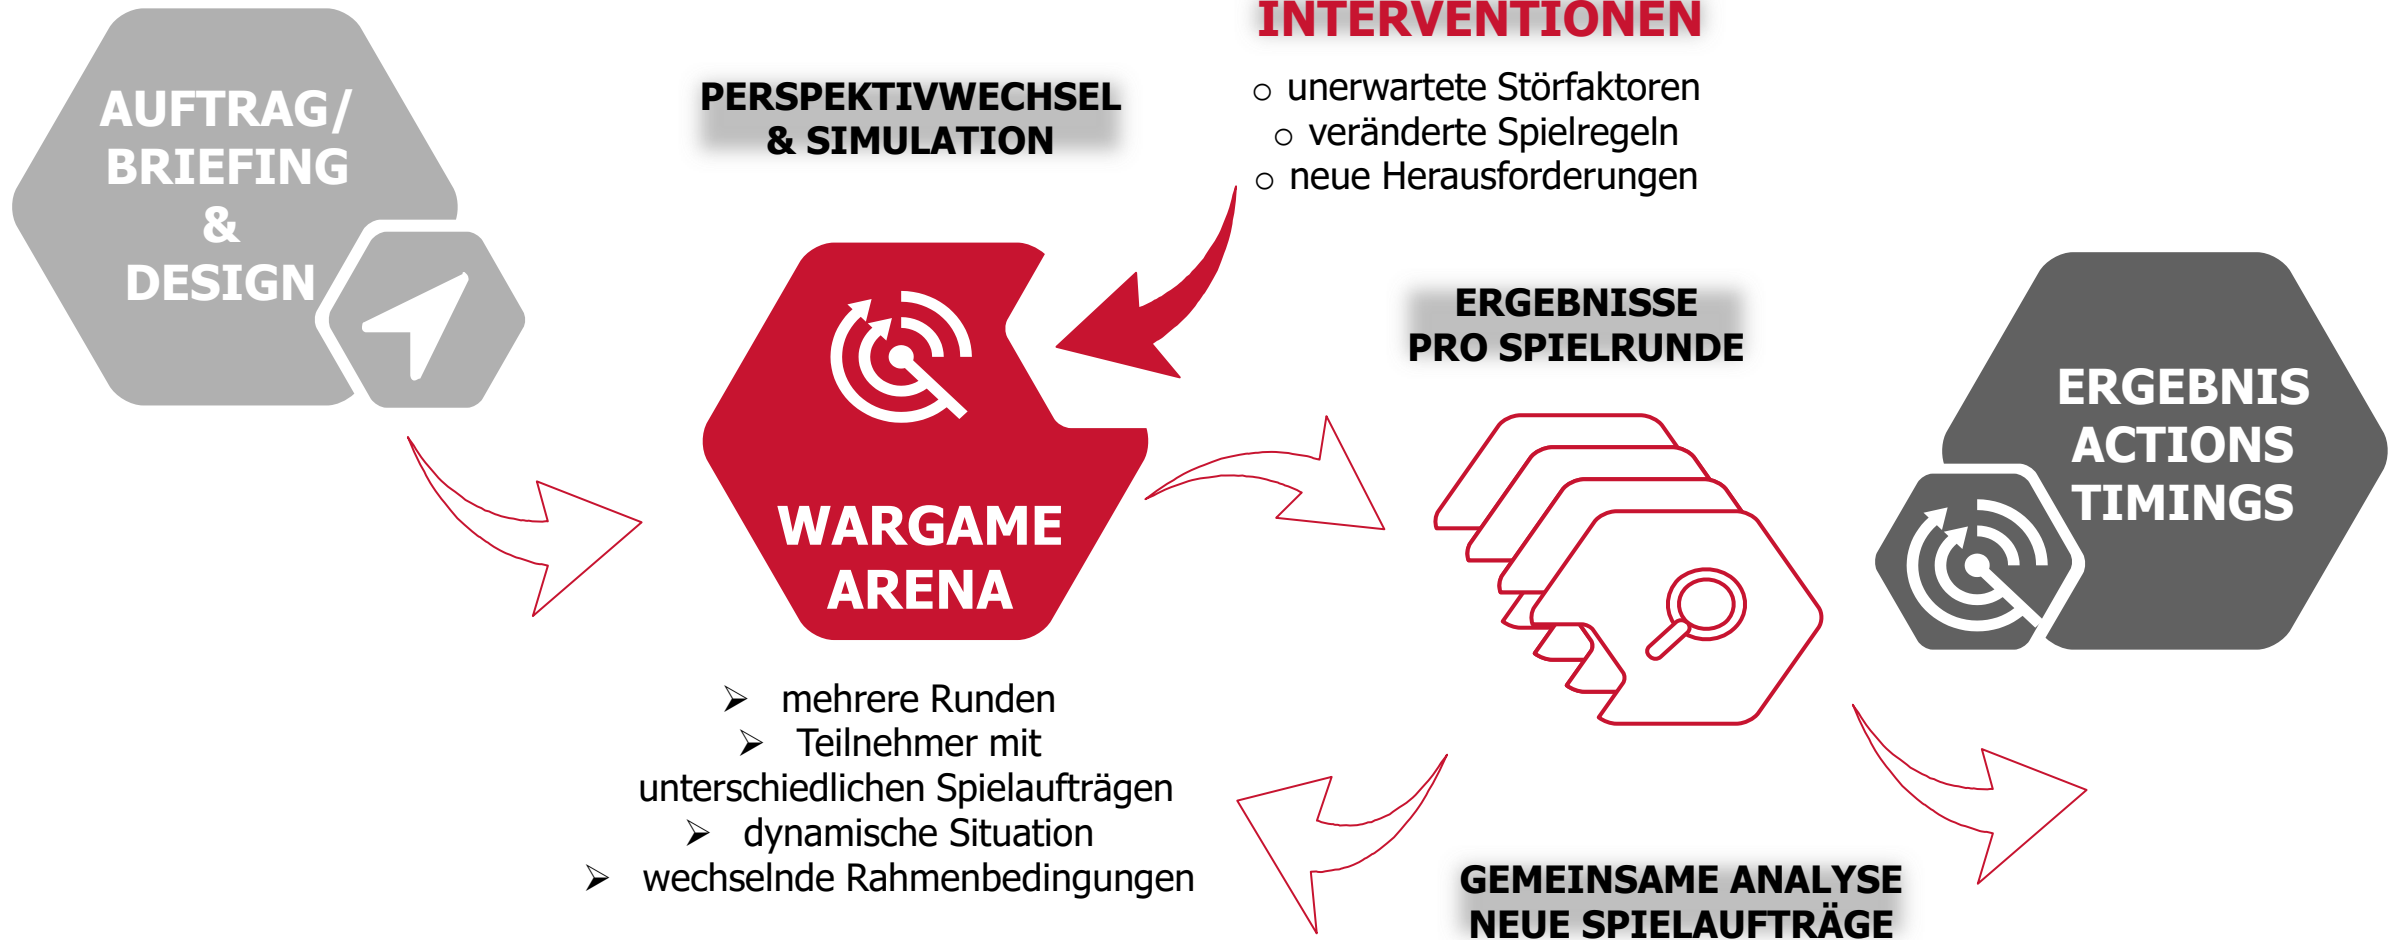 AUFTRAG/
BRIEFING
&
DESIGN
PERSPEKTIVWECHSEL
& SIMULATION
INTERVENTIONEN
o unerwartete Störfaktoren
o veränderte Spielregeln
o neue Herausforderungen
WARGAME
ARENA
➢ mehrere Runden
➢ Teilnehmer mit
unterschiedlichen Spielaufträgen
➢ dynamische Situation
➢ wechselnde Rahmenbedingungen
ERGEBNISSE
PRO SPIELRUNDE
GEMEINSAME ANALYSE
NEUE SPIELAUFTRÄGE
ERGEBNIS
ACTIONS
TIMINGS